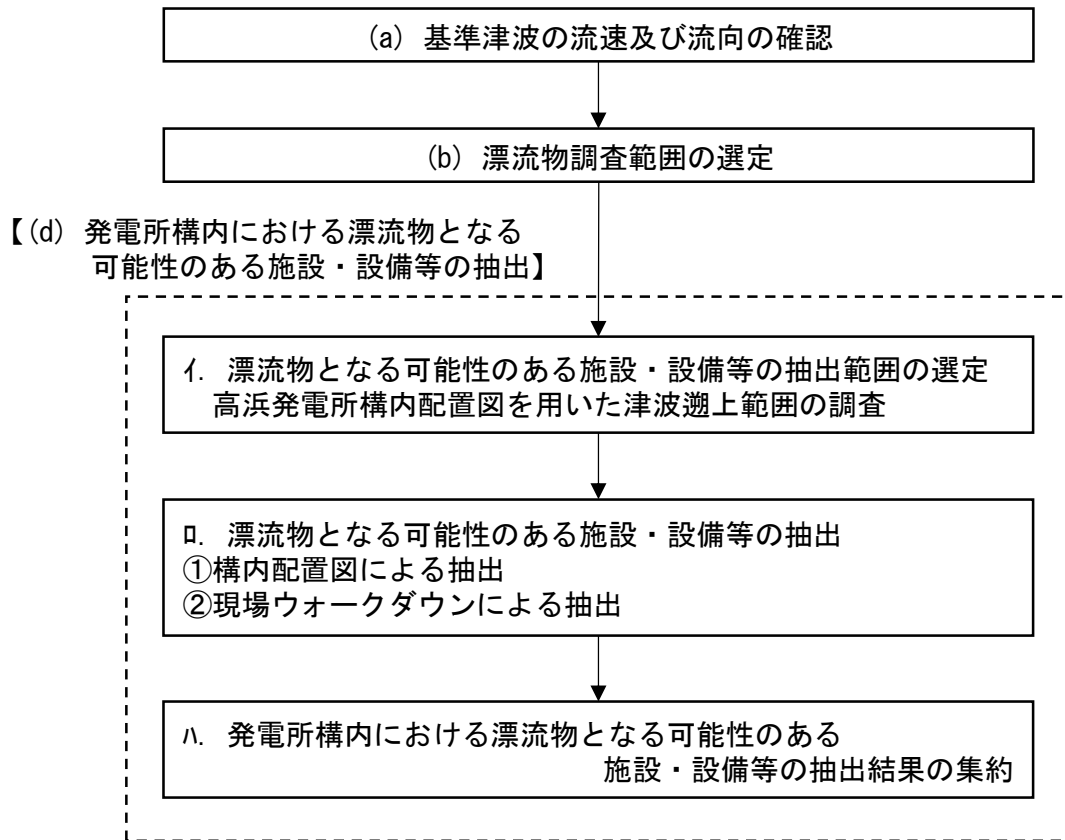 (a) 基準津波の流速及び流向の確認
(b) 漂流物調査範囲の選定
【(d) 発電所構内における漂流物となる
可能性のある施設・設備等の抽出】
ｲ. 漂流物となる可能性のある施設・設備等の抽出範囲の選定
高浜発電所構内配置図を用いた津波遡上範囲の調査
ﾛ. 漂流物となる可能性のある施設・設備等の抽出
①構内配置図による抽出
②現場ウォークダウンによる抽出
ﾊ. 発電所構内における漂流物となる可能性のある
施設・設備等の抽出結果の集約